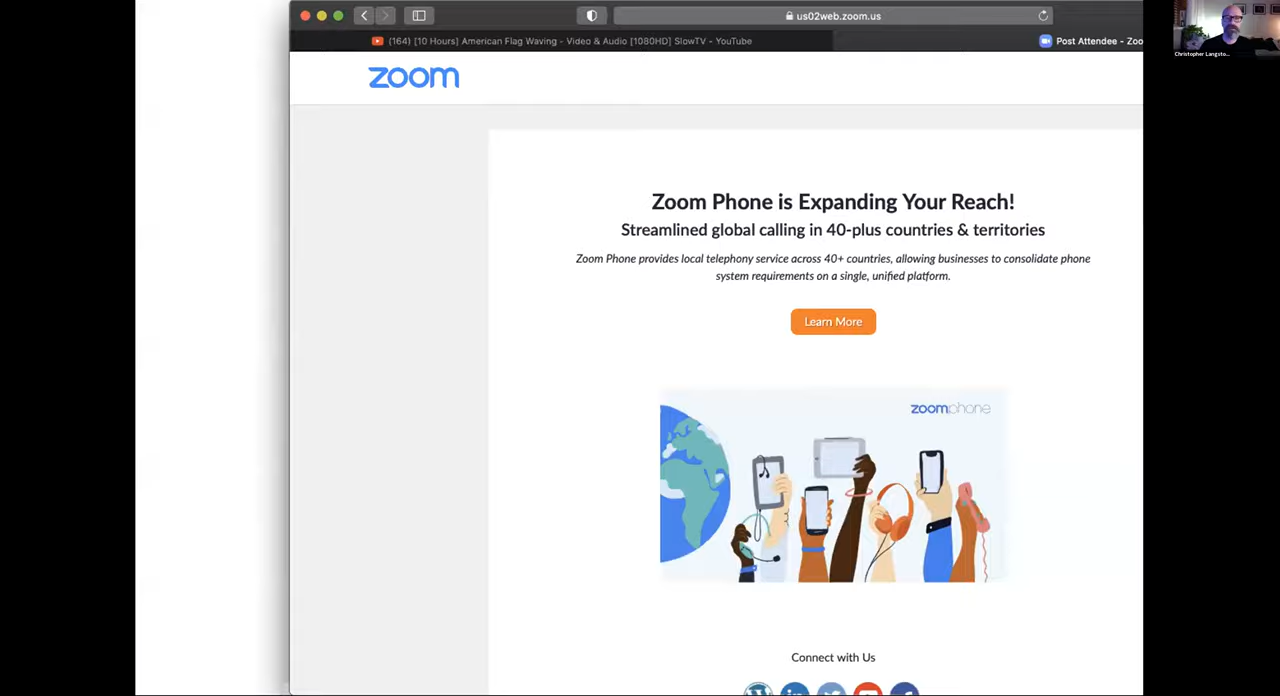 us02web.zoom.us
(164) [10 Hours] American Flag Waving - Video & Audio [1080HD] SlowTV - YouTube
Post Attendee - Zoo
Christopher Langsto...
zoom
Zoom Phone is Expanding Your Reach!
Streamlined global calling in 40-plus countries & territories
Zoom Phone provides local telephony service across 40+ countries, allowing businesses to consolidate phone
system requirements on a single, unified platform.
Learn More
zoomphone
Connect with Us